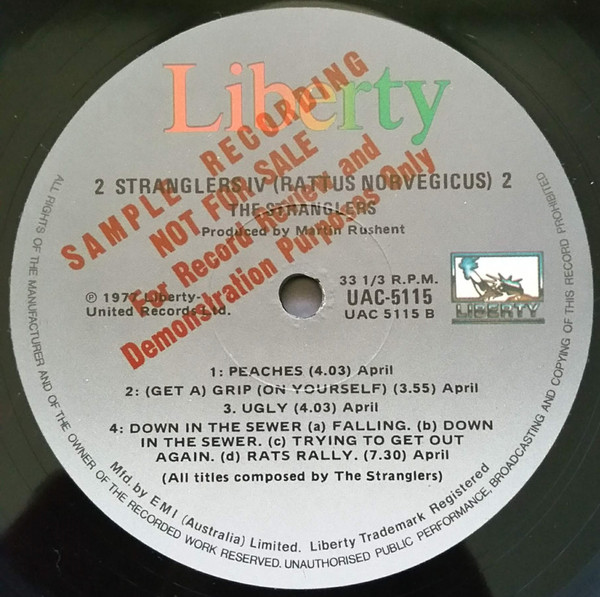 Liberty
SAMPLE RECORDING
NOT FOR SALE
For Record Review and
Demonstration Purposes Only
2 STRANGLERS IV (RATTUS NORVEGICUS) 2
THE STRANGLERS
Produced by Martin Rushent
℗ 1977 Liberty-
United Records Ltd.
33 1/3 R.P.M.
UAC-5115
UAC 5115 B
LIBERTY
1: PEACHES (4.03) April
2: (GET A) GRIP (ON YOURSELF) (3.55) April
3. UGLY (4.03) April
4: DOWN IN THE SEWER (a) FALLING. (b) DOWN
IN THE SEWER. (c) TRYING TO GET OUT
AGAIN. (d) RATS RALLY. (7.30) April
(All titles composed by The Stranglers)
Mfd. by EMI (Australia) Limited. Liberty Trademark Registered
ALL RIGHTS OF THE MANUFACTURER AND OF THE OWNER OF THE RECORDED WORK RESERVED. UNAUTHORISED PUBLIC PERFORMANCE, BROADCASTING AND COPYING OF THIS RECORD PROHIBITED